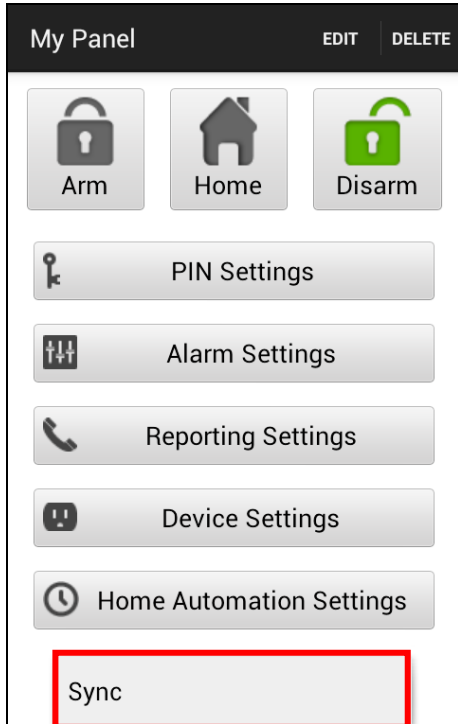 My Panel EDIT DELETE
Arm Home Disarm
PIN Settings
Alarm Settings
Reporting Settings
Device Settings
Home Automation Settings
Sync